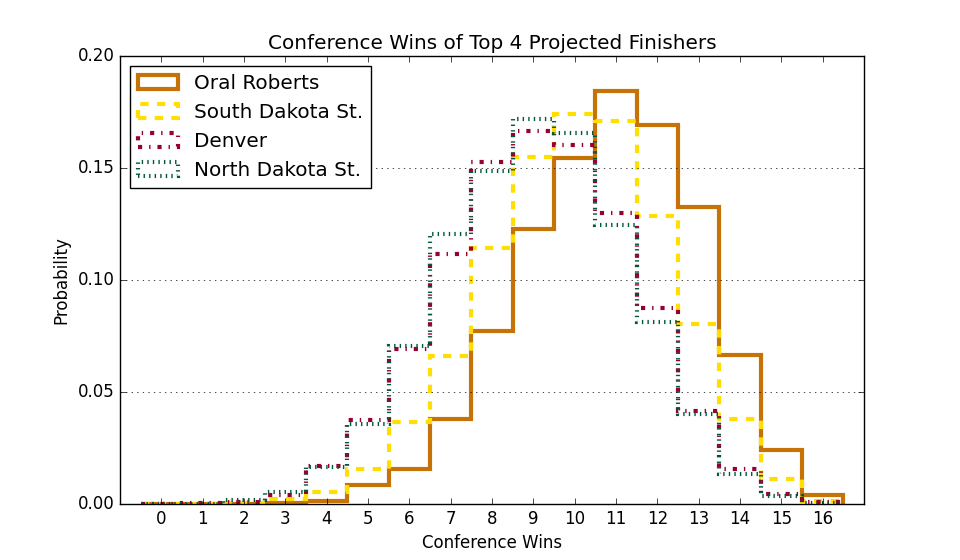 Conference Wins of Top 4 Projected Finishers
0.20
Oral Roberts
South Dakota St.
Denver
North Dakota St.
0.15
0.10
0.05
0.00
Probability
0 1 2 3 4 5 6 7 8 9 10 11 12 13 14 15 16
Conference Wins